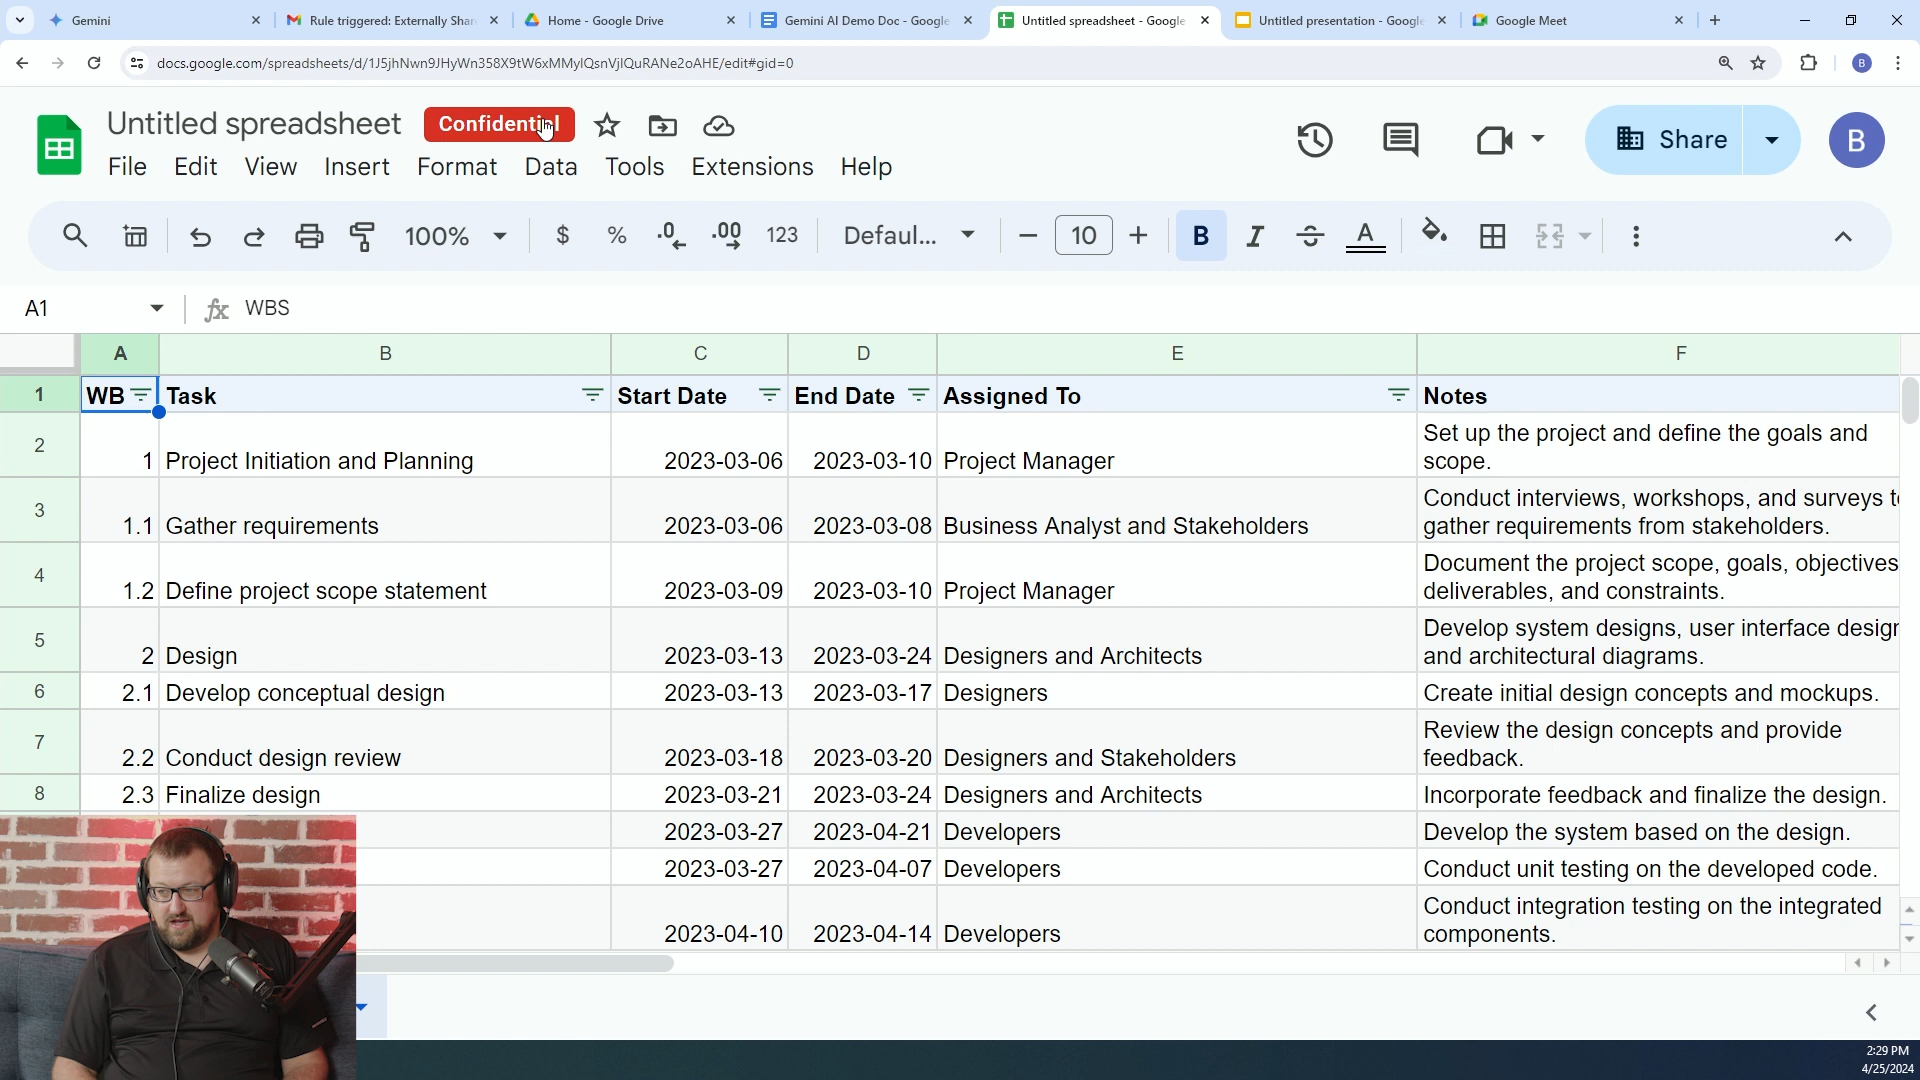 Gemini
Rule triggered: Externally Shar
Home - Google Drive
Gemini AI Demo Doc - Google
Untitled spreadsheet - Google
Untitled presentation - Google
Google Meet
docs.google.com/spreadsheets/d/1J5jhNwn9JHyWn358X9tW6xMMylQsnVjlQuRANe2oAHE/edit#gid=0
B
Untitled spreadsheet
Confidential
File Edit View Insert Format Data Tools Extensions Help
Share
B
100%
$ % .0 .00 123
Defaul...
10
B I S A
A1
fx WBS
A B C D E F
1 WB Task Start Date End Date Assigned To Notes
2 1 Project Initiation and Planning 2023-03-06 2023-03-10 Project Manager Set up the project and define the goals and
scope.
3 1.1 Gather requirements 2023-03-06 2023-03-08 Business Analyst and Stakeholders Conduct interviews, workshops, and surveys t
gather requirements from stakeholders.
4 1.2 Define project scope statement 2023-03-09 2023-03-10 Project Manager Document the project scope, goals, objectives
deliverables, and constraints.
5 2 Design 2023-03-13 2023-03-24 Designers and Architects Develop system designs, user interface design
and architectural diagrams.
6 2.1 Develop conceptual design 2023-03-13 2023-03-17 Designers Create initial design concepts and mockups.
7 2.2 Conduct design review 2023-03-18 2023-03-20 Designers and Stakeholders Review the design concepts and provide
feedback.
8 2.3 Finalize design 2023-03-21 2023-03-24 Designers and Architects Incorporate feedback and finalize the design.
2023-03-27 2023-04-21 Developers Develop the system based on the design.
2023-03-27 2023-04-07 Developers Conduct unit testing on the developed code.
2023-04-10 2023-04-14 Developers Conduct integration testing on the integrated
components.
2:29 PM
4/25/2024